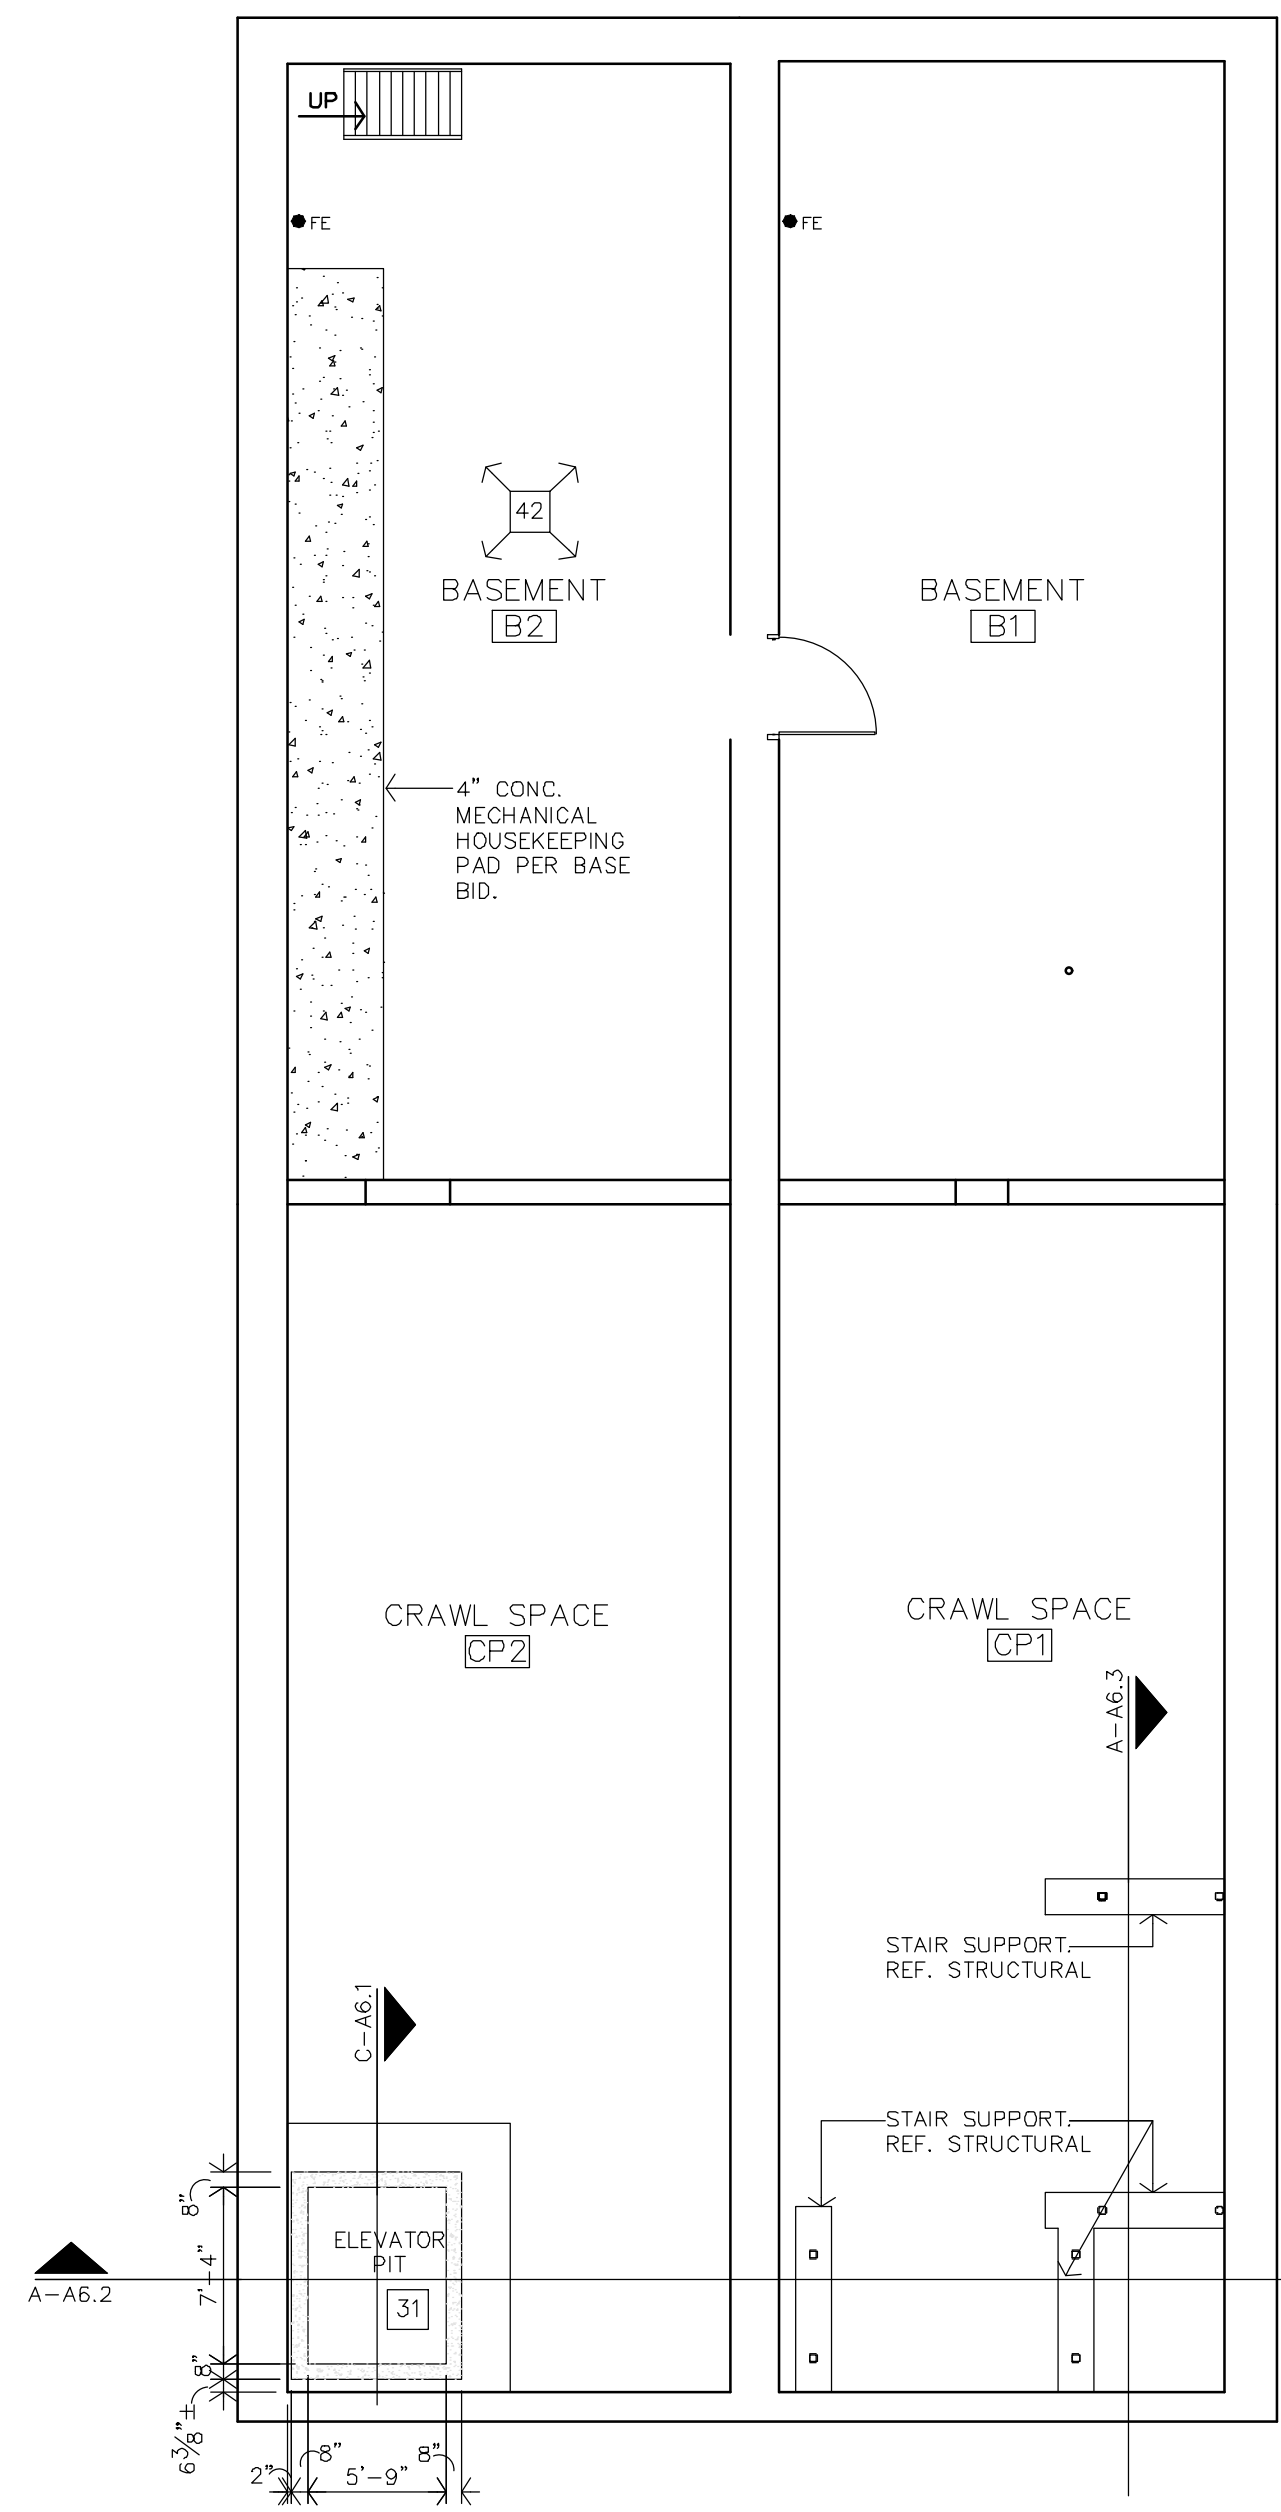 UP
FE
FE
42
BASEMENT
B2
BASEMENT
B1
4" CONC.
MECHANICAL
HOUSEKEEPING
PAD PER BASE
BID.
CRAWL SPACE
CP2
CRAWL SPACE
CP1
A-A6.3
STAIR SUPPORT.
REF. STRUCTURAL
C-A6.1
STAIR SUPPORT.
REF. STRUCTURAL
8"
ELEVATOR
PIT
7'-4"
31
A-A6.2
8"
6 3/8"±
2"
8"
5'-9"
8"